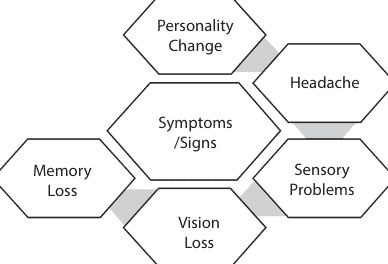 Personality
Change
Headache
Symptoms
/Signs
Memory
Loss
Sensory
Problems
Vision
Loss